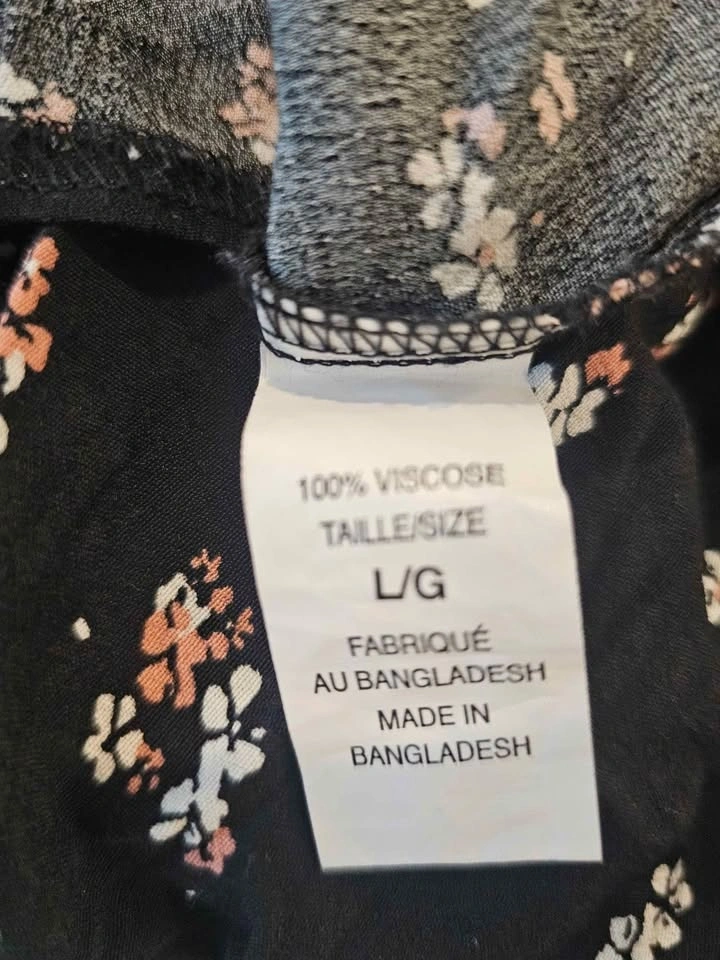 100% VISCOSE
TAILLE/SIZE
L/G
FABRIQUÉ
AU BANGLADESH
MADE IN
BANGLADESH